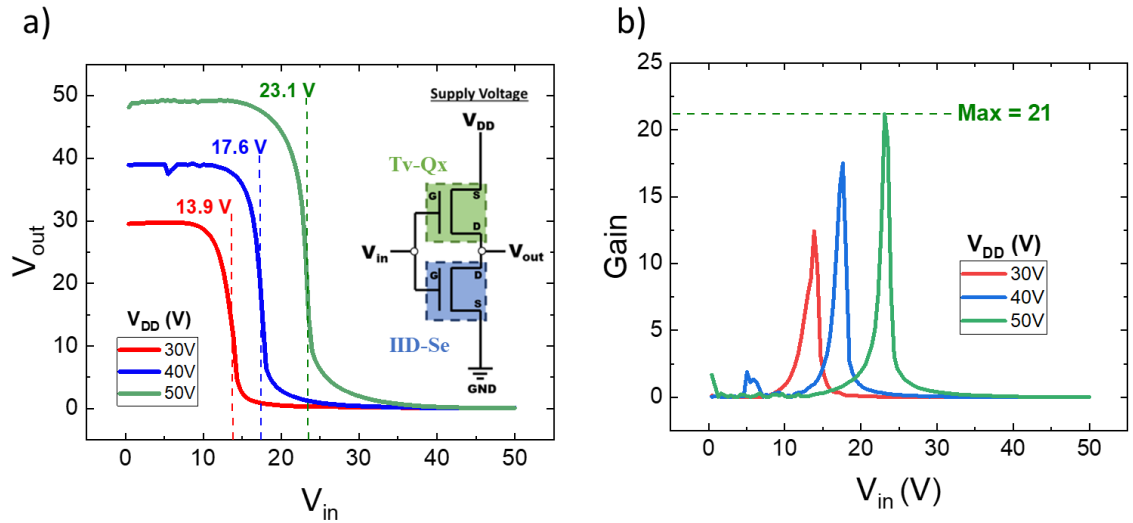 a)
V_out
50
40
30
20
10
0
23.1 V
17.6 V
13.9 V
V_DD (V)
30V
40V
50V
Supply Voltage
V_DD
Tv-Qx
G
S
D
V_in
V_out
G
D
S
IID-Se
GND
0 10 20 30 40 50
V_in
b)
Gain
25
20
15
10
5
0
Max = 21
V_DD (V)
30V
40V
50V
0 10 20 30 40 50
V_in (V)